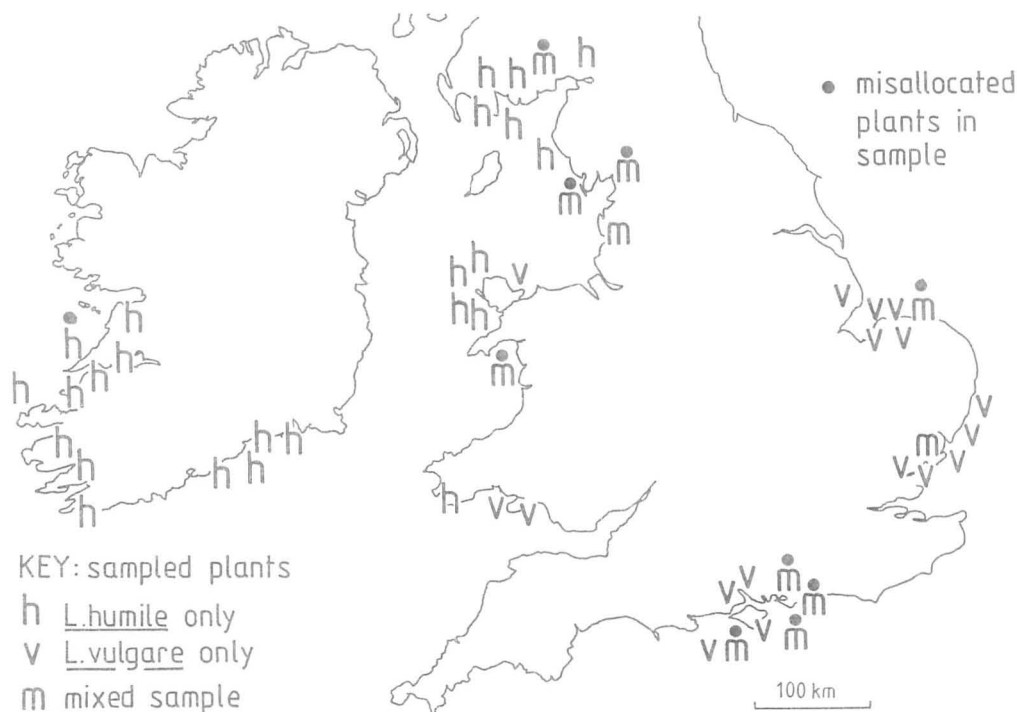 h h m h
misallocated
plants in
sample
h h
h m
m
m
h h v
v v v m
h h
h
v v
h
h
m
h h
h
v
h h h
m v
h
h h
v v v
h v v
h
m
v v
m
m
v
v m
KEY: sampled plants
h L.humile only
v L.vulgare only
m mixed sample
100 km